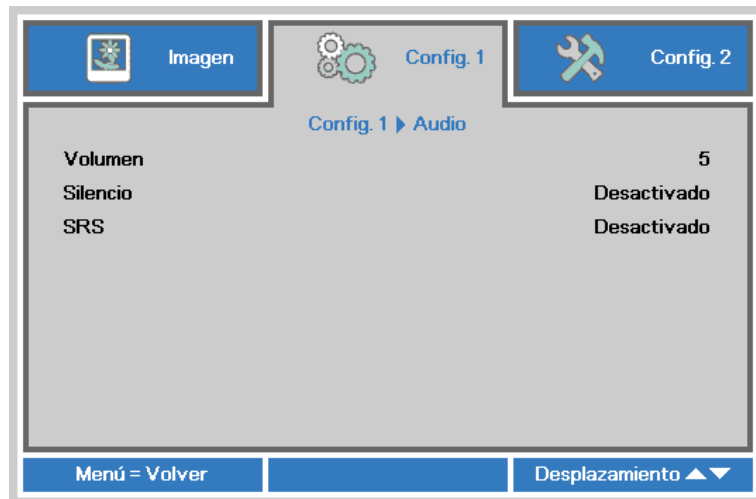 Imagen Config. 1 Config. 2
Config. 1 ▶ Audio
Volumen 5
Silencio Desactivado
SRS Desactivado
Menú = Volver Desplazamiento ▲▼